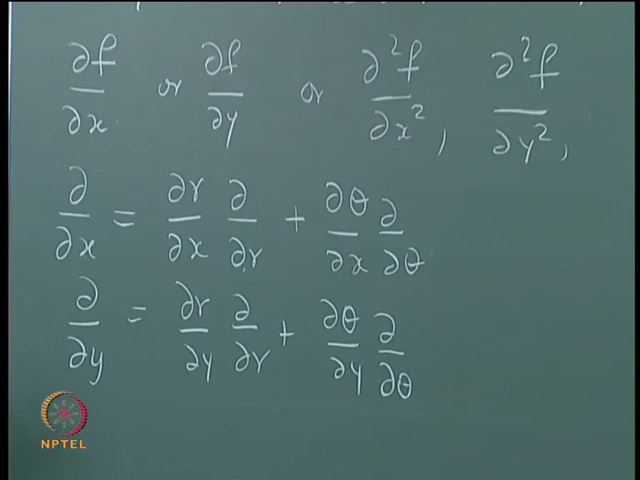 ∂f/∂x or ∂f/∂y or ∂²f/∂x², ∂²f/∂y²,
∂/∂x = ∂r/∂x ∂/∂r + ∂θ/∂x ∂/∂θ
∂/∂y = ∂r/∂y ∂/∂r + ∂θ/∂y ∂/∂θ
NPTEL